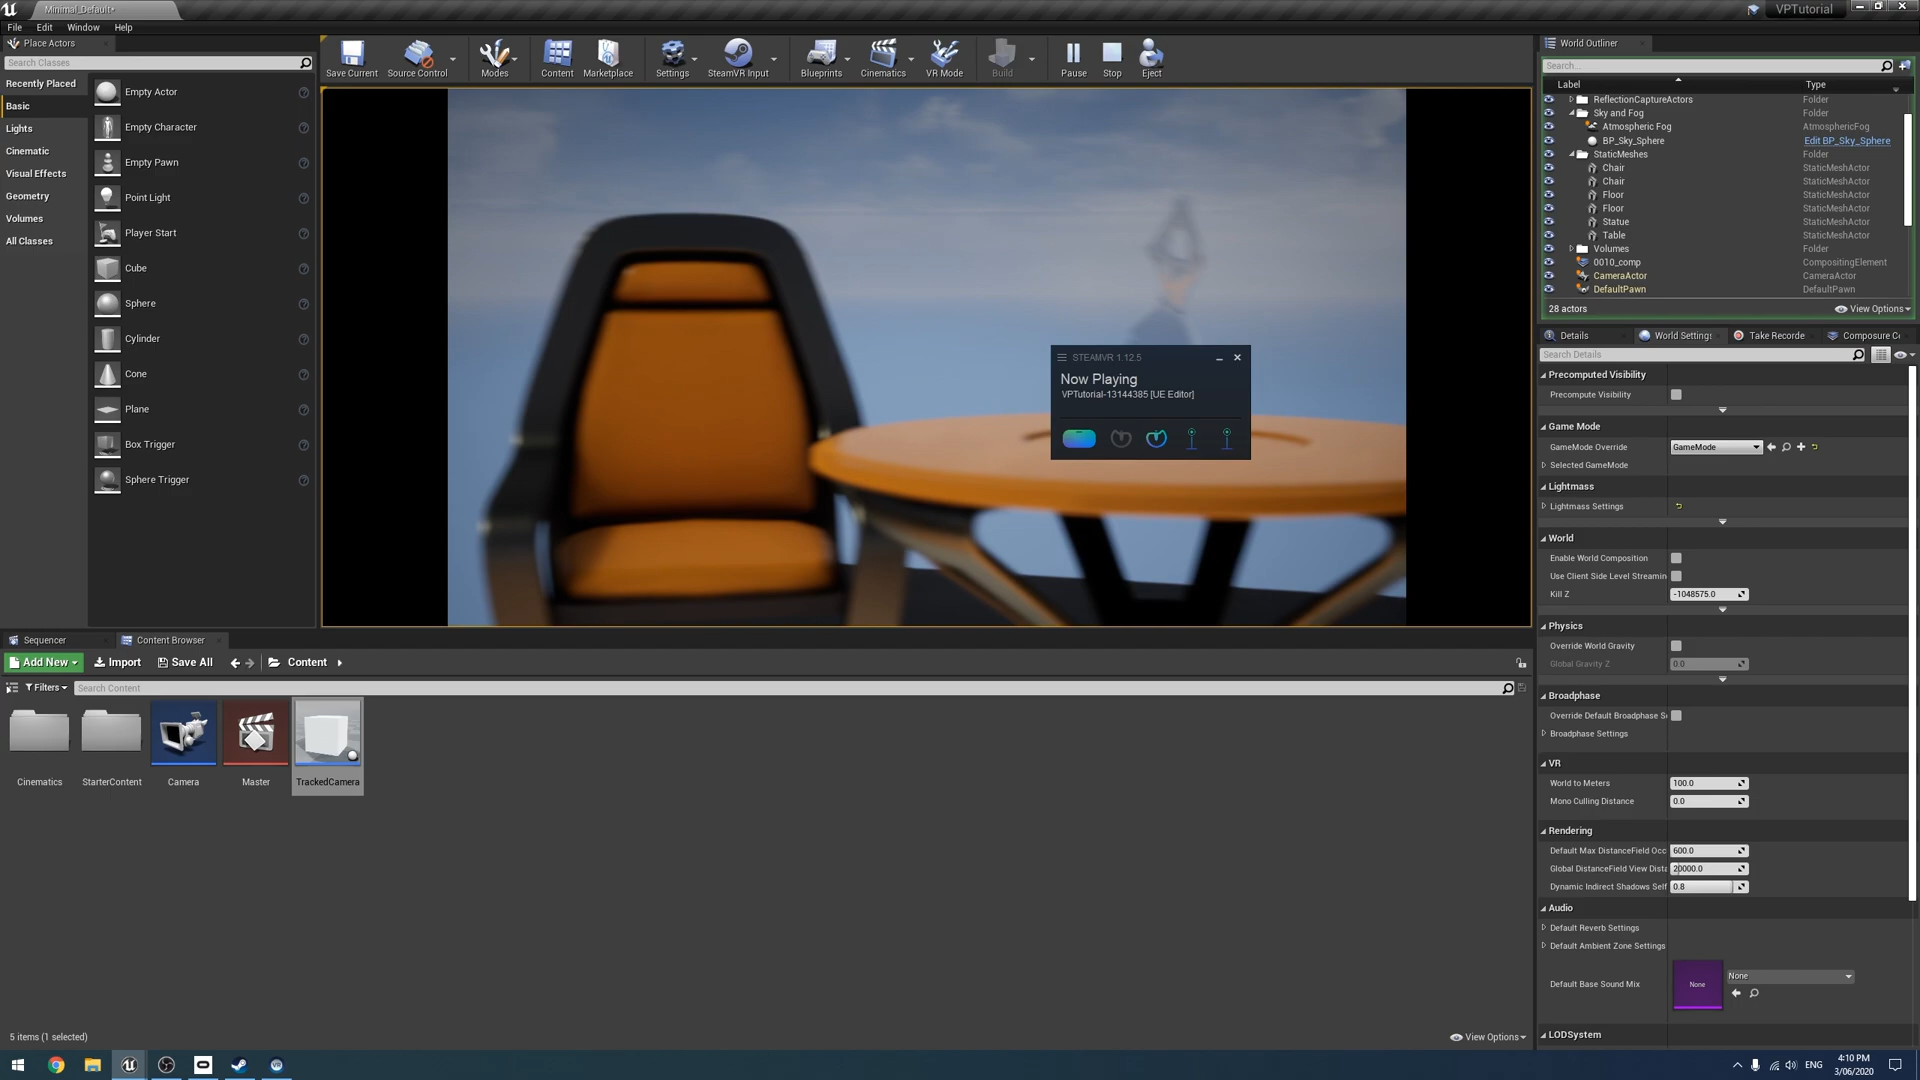 Minimal_Default*
VPTutorial
File
Edit
Window
Help
Place Actors
Search Classes
Recently Placed
Basic
Lights
Cinematic
Visual Effects
Geometry
Volumes
All Classes
Empty Actor
Empty Character
Empty Pawn
Point Light
Player Start
Cube
Sphere
Cylinder
Cone
Plane
Box Trigger
Sphere Trigger
Save Current
Source Control
Modes
Content
Marketplace
Settings
SteamVR Input
Blueprints
Cinematics
VR Mode
Build
Pause
Stop
Eject
STEAMVR 1.12.5
Now Playing
VPTutorial-13144385 [UE Editor]
World Outliner
Search...
Label
Type
ReflectionCaptureActors Folder
Sky and Fog Folder
Atmospheric Fog AtmosphericFog
BP_Sky_Sphere Edit BP_Sky_Sphere
StaticMeshes Folder
Chair StaticMeshActor
Chair StaticMeshActor
Floor StaticMeshActor
Floor StaticMeshActor
Statue StaticMeshActor
Table StaticMeshActor
Volumes Folder
0010_comp CompositingElement
CameraActor CameraActor
DefaultPawn DefaultPawn
28 actors
View Options
Details
World Settings
Take Recorde
Composure Co
Search Details
Precomputed Visibility
Precompute Visibility
Game Mode
GameMode Override GameMode
Selected GameMode
Lightmass
Lightmass Settings
World
Enable World Composition
Use Client Side Level Streamin
Kill Z -1048575.0
Physics
Override World Gravity
Global Gravity Z 0.0
Broadphase
Override Default Broadphase S
Broadphase Settings
VR
World to Meters 100.0
Mono Culling Distance 0.0
Rendering
Default Max DistanceField Occ 600.0
Global DistanceField View Dista 20000.0
Dynamic Indirect Shadows Self 0.8
Audio
Default Reverb Settings
Default Ambient Zone Settings
Default Base Sound Mix None None
LODSystem
Sequencer
Content Browser
Add New
Import
Save All
Content
Filters
Search Content
Cinematics
StarterContent
Camera
Master
TrackedCamera
5 items (1 selected)
View Options
ENG
4:10 PM
3/06/2020